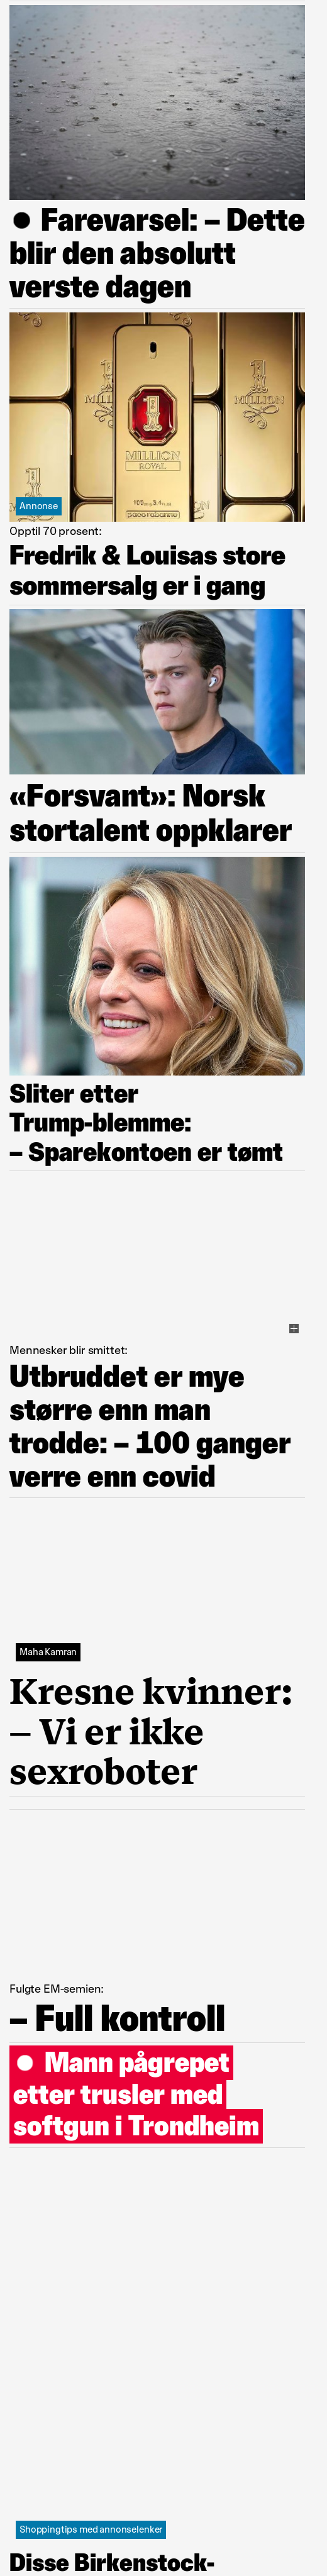 ● Farevarsel: – Dette
blir den absolutt
verste dagen
1
MILLION
1
MILLION
1
MILLION
ROYAL
paco rabanne
Annonse
Opptil 70 prosent:
Fredrik & Louisas store
sommersalg er i gang
«Forsvant»: Norsk
stortalent oppklarer
Sliter etter
Trump-blemme:
– Sparekontoen er tømt
Mennesker blir smittet:
Utbruddet er mye
større enn man
trodde: – 100 ganger
verre enn covid
Maha Kamran
Kresne kvinner:
– Vi er ikke
sexroboter
Fulgte EM-semien:
– Full kontroll
● Mann pågrepet
etter trusler med
softgun i Trondheim
Shoppingtips med annonselenker
Disse Birkenstock-